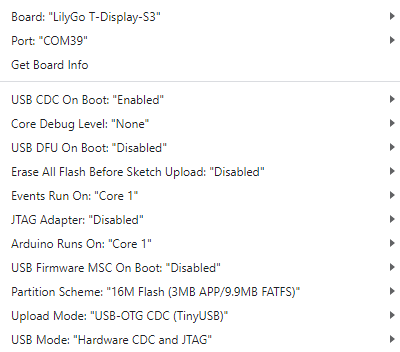 Board: "LilyGo T-Display-S3"
Port: "COM39"
Get Board Info
USB CDC On Boot: "Enabled"
Core Debug Level: "None"
USB DFU On Boot: "Disabled"
Erase All Flash Before Sketch Upload: "Disabled"
Events Run On: "Core 1"
JTAG Adapter: "Disabled"
Arduino Runs On: "Core 1"
USB Firmware MSC On Boot: "Disabled"
Partition Scheme: "16M Flash (3MB APP/9.9MB FATFS)"
Upload Mode: "USB-OTG CDC (TinyUSB)"
USB Mode: "Hardware CDC and JTAG"